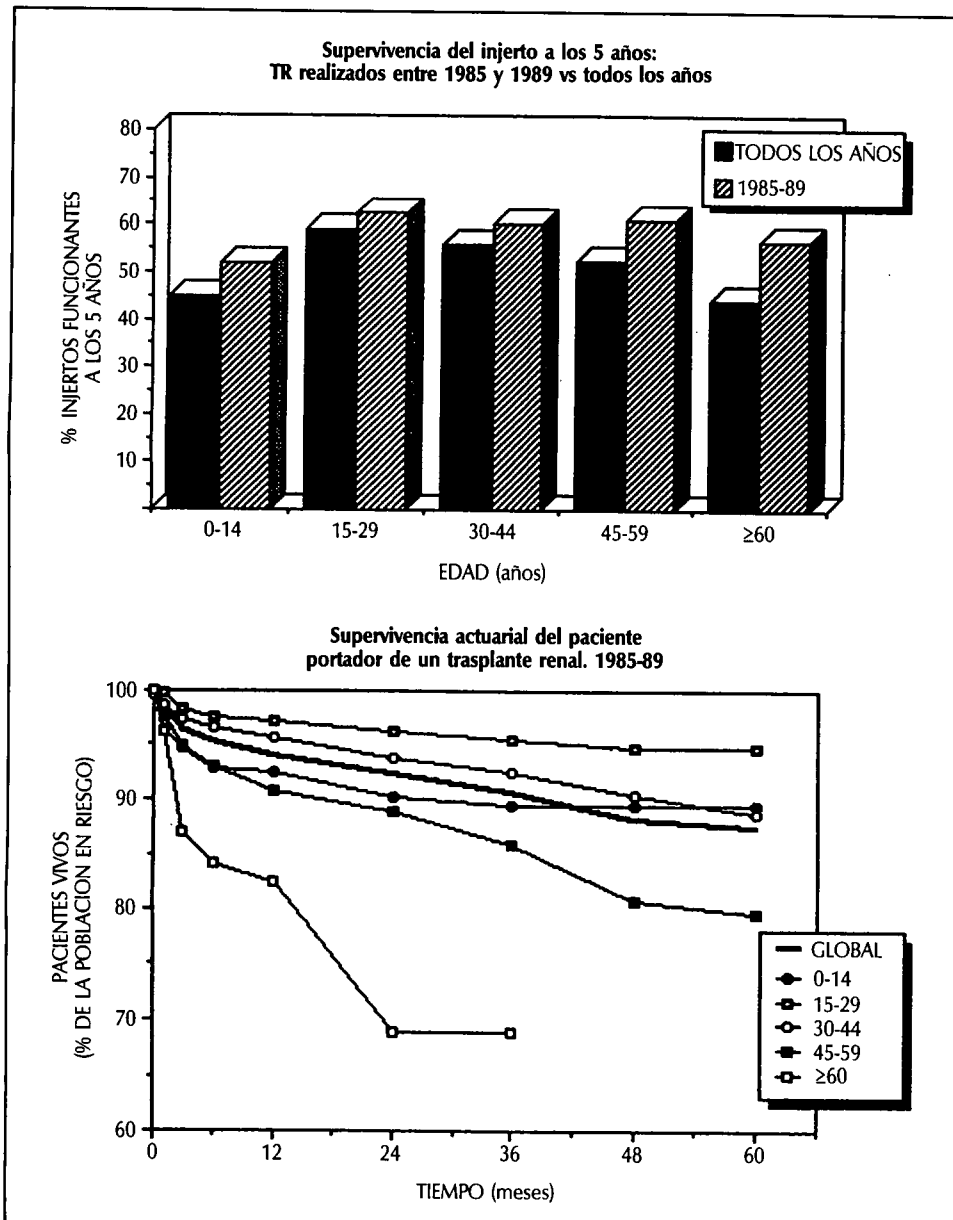 Supervivencia del injerto a los 5 años:
TR realizados entre 1985 y 1989 vs todos los años
% INJERTOS FUNCIONANTES
A LOS 5 AÑOS
80
70
60
50
40
30
20
10
TODOS LOS AÑOS
1985-89
0-14
15-29
30-44
45-59
≥60
EDAD (años)
Supervivencia actuarial del paciente
portador de un trasplante renal. 1985-89
PACIENTES VIVOS
(% DE LA POBLACION EN RIESGO)
100
90
80
70
60
GLOBAL
0-14
15-29
30-44
45-59
≥60
0
12
24
36
48
60
TIEMPO (meses)